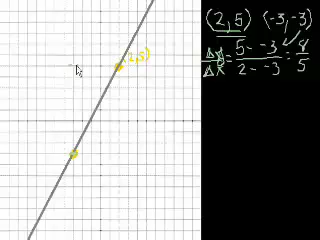 (2,5) (-3,-3)
Δy/Δx = 5--3/2--3 = 8/5
(2,5)